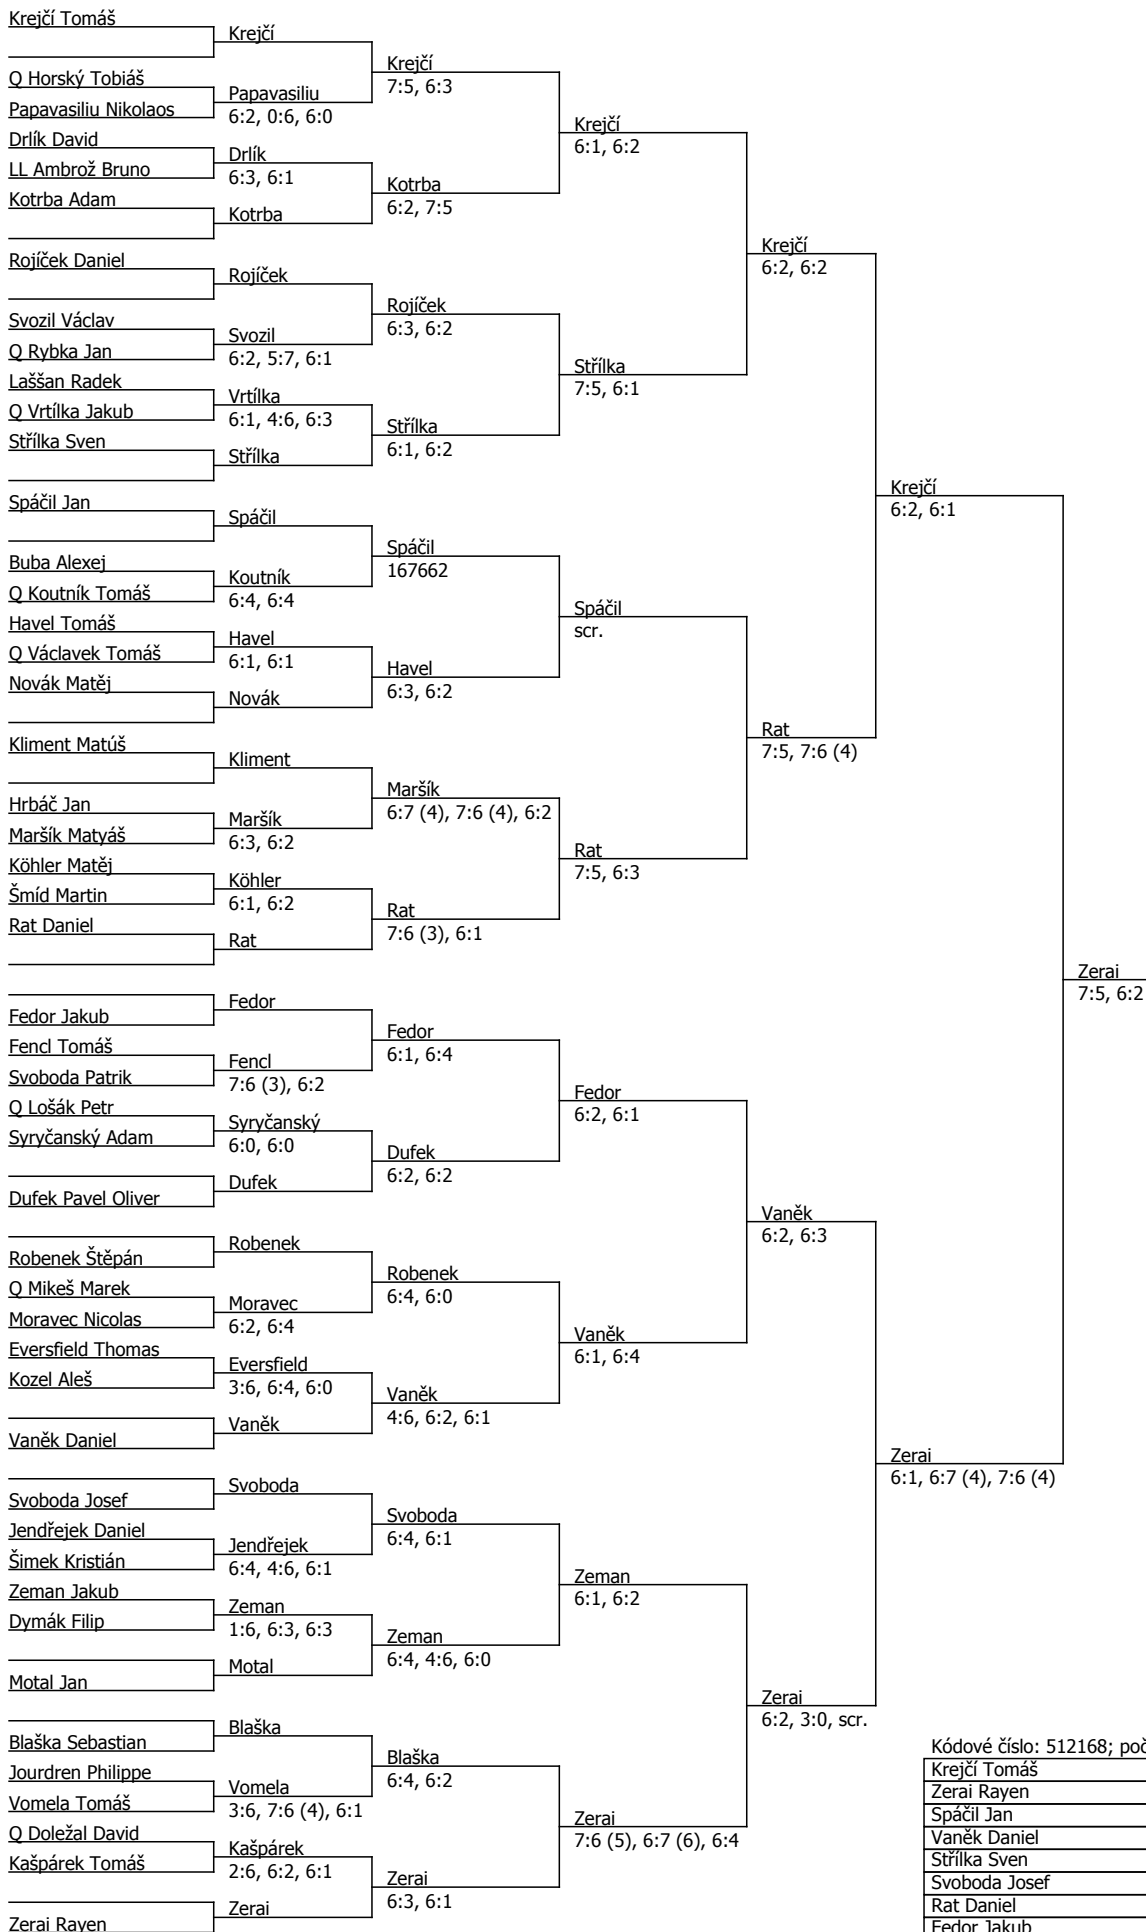 Krejčí Tomáš
Q Horský Tobiáš
Papavasiliu Nikolaos
Drlík David
LL Ambrož Bruno
Kotrba Adam
Rojíček Daniel
Svozil Václav
Q Rybka Jan
Laššan Radek
Q Vrtílka Jakub
Střílka Sven
Spáčil Jan
Buba Alexej
Q Koutník Tomáš
Havel Tomáš
Q Václavek Tomáš
Novák Matěj
Kliment Matúš
Hrbáč Jan
Maršík Matyáš
Köhler Matěj
Šmíd Martin
Rat Daniel
Fedor Jakub
Fencl Tomáš
Svoboda Patrik
Q Lošák Petr
Syryčanský Adam
Dufek Pavel Oliver
Robenek Štěpán
Q Mikeš Marek
Moravec Nicolas
Eversfield Thomas
Kozel Aleš
Vaněk Daniel
Svoboda Josef
Jendřejek Daniel
Šimek Kristián
Zeman Jakub
Dymák Filip
Motal Jan
Blaška Sebastian
Jourdren Philippe
Vomela Tomáš
Q Doležal David
Kašpárek Tomáš
Zerai Rayen
Krejčí
Papavasiliu
6:2, 0:6, 6:0
Drlík
6:3, 6:1
Kotrba
Rojíček
Svozil
6:2, 5:7, 6:1
Vrtílka
6:1, 4:6, 6:3
Střílka
Spáčil
Koutník
6:4, 6:4
Havel
6:1, 6:1
Novák
Kliment
Maršík
6:3, 6:2
Köhler
6:1, 6:2
Rat
Fedor
Fencl
7:6 (3), 6:2
Syryčanský
6:0, 6:0
Dufek
Robenek
Moravec
6:2, 6:4
Eversfield
3:6, 6:4, 6:0
Vaněk
Svoboda
Jendřejek
6:4, 4:6, 6:1
Zeman
1:6, 6:3, 6:3
Motal
Blaška
Vomela
3:6, 7:6 (4), 6:1
Kašpárek
2:6, 6:2, 6:1
Zerai
Krejčí
7:5, 6:3
Kotrba
6:2, 7:5
Rojíček
6:3, 6:2
Střílka
6:1, 6:2
Spáčil
167662
Havel
6:3, 6:2
Maršík
6:7 (4), 7:6 (4), 6:2
Rat
7:6 (3), 6:1
Fedor
6:1, 6:4
Dufek
6:2, 6:2
Robenek
6:4, 6:0
Vaněk
4:6, 6:2, 6:1
Svoboda
6:4, 6:1
Zeman
6:4, 4:6, 6:0
Blaška
6:4, 6:2
Zerai
6:3, 6:1
Krejčí
6:1, 6:2
Střílka
7:5, 6:1
Spáčil
scr.
Rat
7:5, 6:3
Fedor
6:2, 6:1
Vaněk
6:1, 6:4
Zeman
6:1, 6:2
Zerai
7:6 (5), 6:7 (6), 6:4
Krejčí
6:2, 6:2
Rat
7:5, 7:6 (4)
Vaněk
6:2, 6:3
Zerai
6:2, 3:0, scr.
Krejčí
6:2, 6:1
Zerai
6:1, 6:7 (4), 7:6 (4)
Zerai
7:5, 6:2
Kódové číslo: 512168; poč
Krejčí Tomáš
Zerai Rayen
Spáčil Jan
Vaněk Daniel
Střílka Sven
Svoboda Josef
Rat Daniel
Fedor Jakub